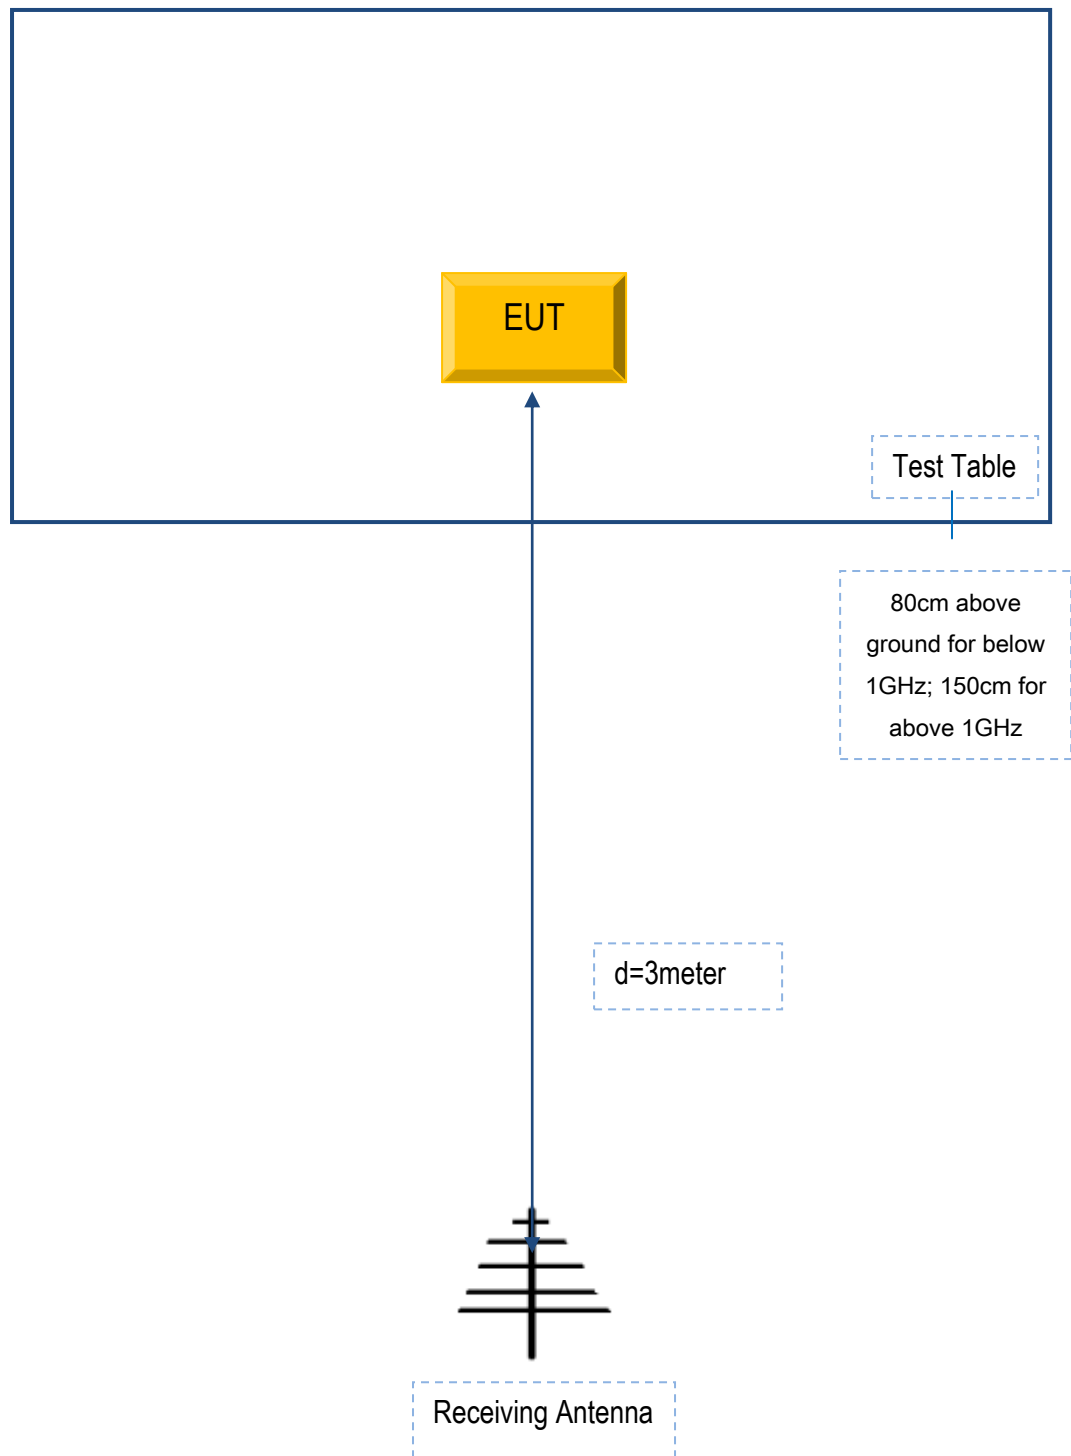 EUT
Test Table
80cm above
ground for below
1GHz; 150cm for
above 1GHz
d=3meter
Receiving Antenna